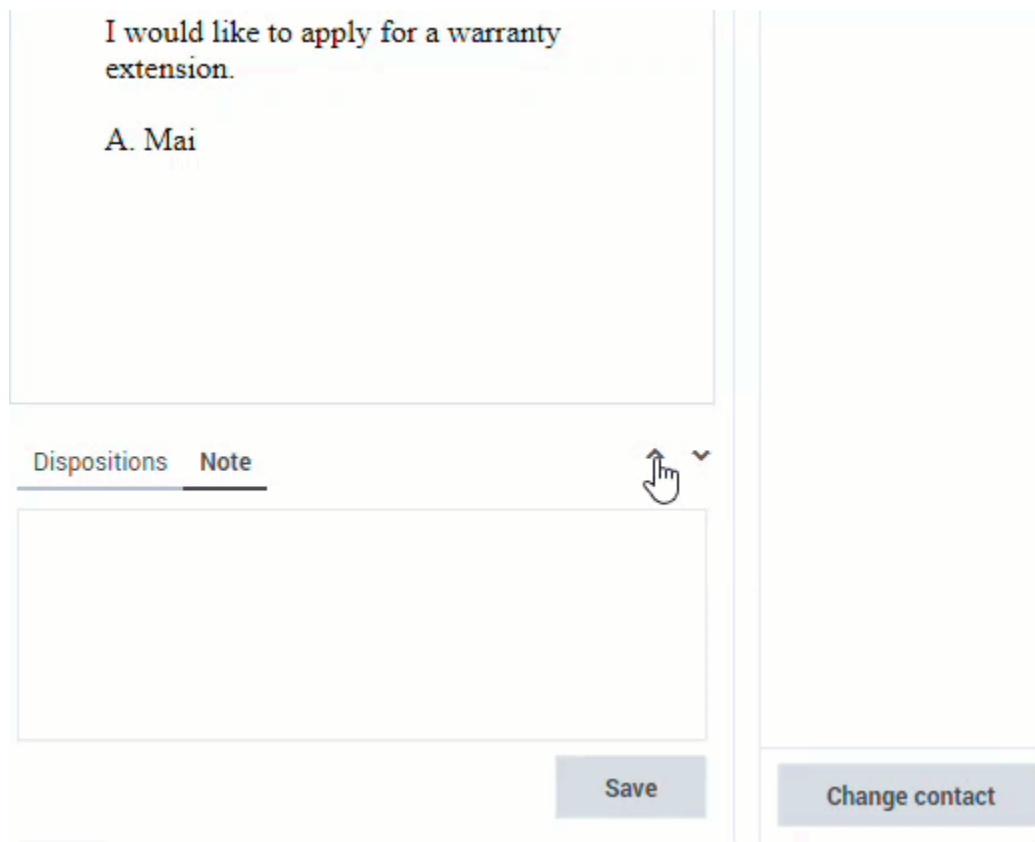 I would like to apply for a warranty
extension.
A. Mai
Dispositions Note
Save
Change contact